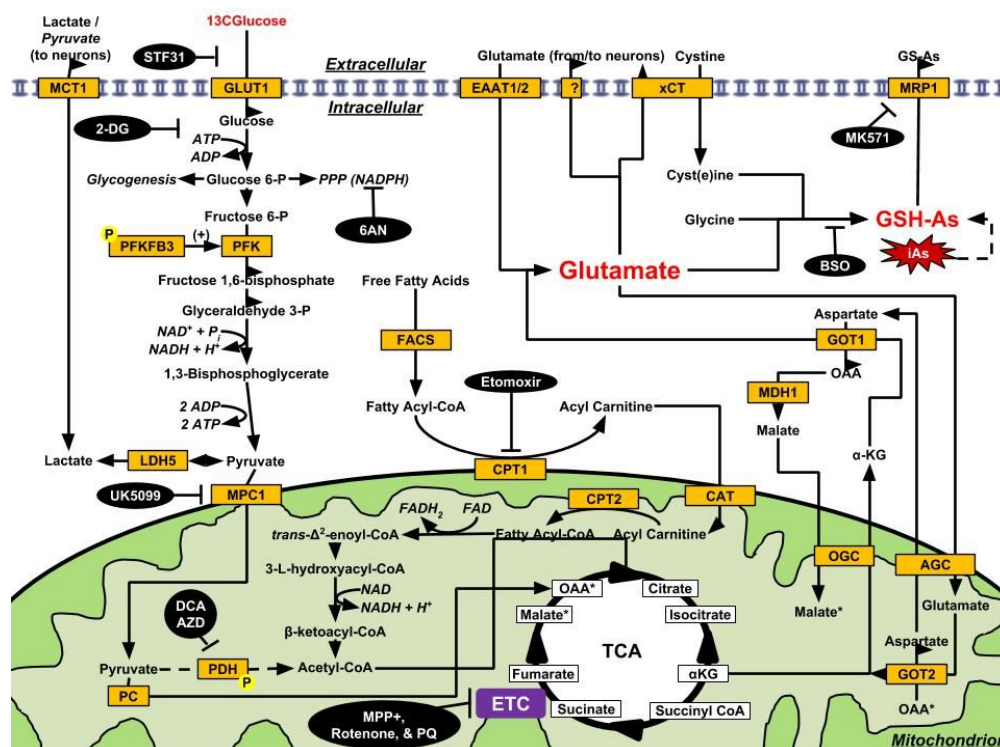 Lactate /
Pyruvate
(to neurons)
13CGlucose
STF31
Extracellular
Intracellular
Glutamate (from/to neurons)
Cystine
GS-As
MCT1
GLUT1
EAAT1/2
?
xCT
MRP1
2-DG
Glucose
MK571
ATP
ADP
Glycogenesis
Glucose 6-P
PPP (NADPH)
Cyst(e)ine
6AN
Fructose 6-P
Glycine
GSH-As
P
PFKFB3
(+)
PFK
iAs
BSO
Fructose 1,6-bisphosphate
Free Fatty Acids
Glutamate
Glyceraldehyde 3-P
Aspartate
NAD+ + Pi
NADH + H+
FACS
GOT1
OAA
1,3-Bisphosphoglycerate
Etomoxir
MDH1
2 ADP
2 ATP
Fatty Acyl-CoA
Acyl Carnitine
Malate
α-KG
Lactate
LDH5
Pyruvate
CPT1
UK5099
MPC1
CPT2
CAT
FADH2
FAD
trans-Δ2-enoyl-CoA
Fatty Acyl-CoA
Acyl Carnitine
OGC
AGC
3-L-hydroxyacyl-CoA
NAD
NADH + H+
OAA*
Citrate
Malate*
Isocitrate
Malate*
Glutamate
DCA
AZD
β-ketoacyl-CoA
TCA
Aspartate
Pyruvate
PDH
P
Acetyl-CoA
Fumarate
αKG
GOT2
PC
ETC
Sucinate
Succinyl CoA
OAA*
MPP+,
Rotenone, & PQ
Mitochondrion